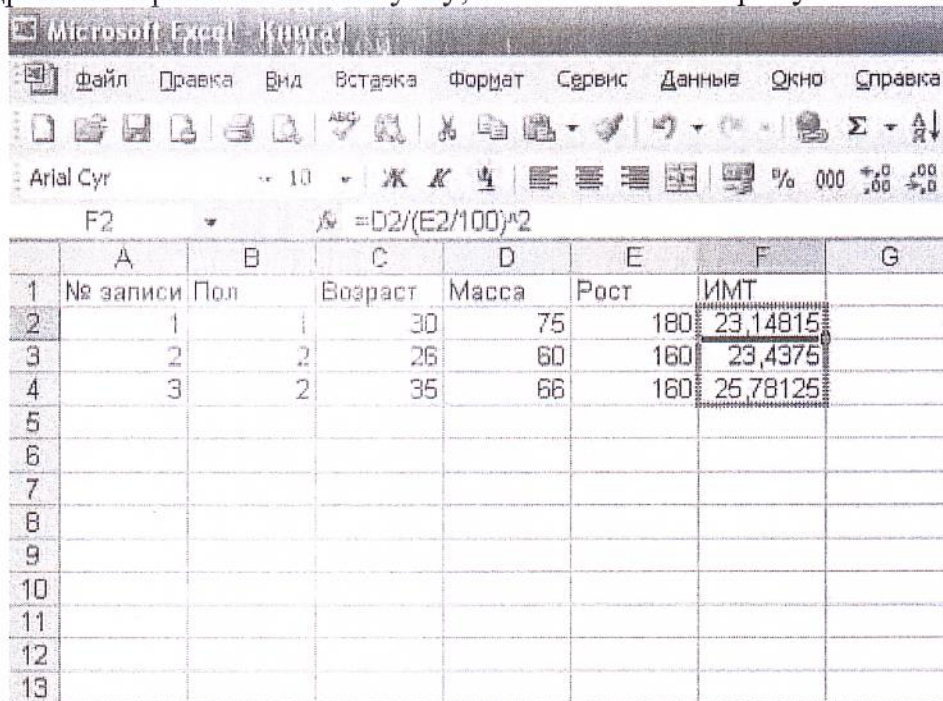 Microsoft Excel - Книга1
Файл Правка Вид Вставка Формат Сервис Данные Окно Справка
Arial Cyr 10 Ж К Ч % 000
F2 fx =D2/(E2/100)^2
A B C D E F G
1 № записи Пол Возраст Масса Рост ИМТ
2 1 1 30 75 180 23,14815
3 2 2 26 60 160 23,4375
4 3 2 35 66 160 25,78125
5
6
7
8
9
10
11
12
13